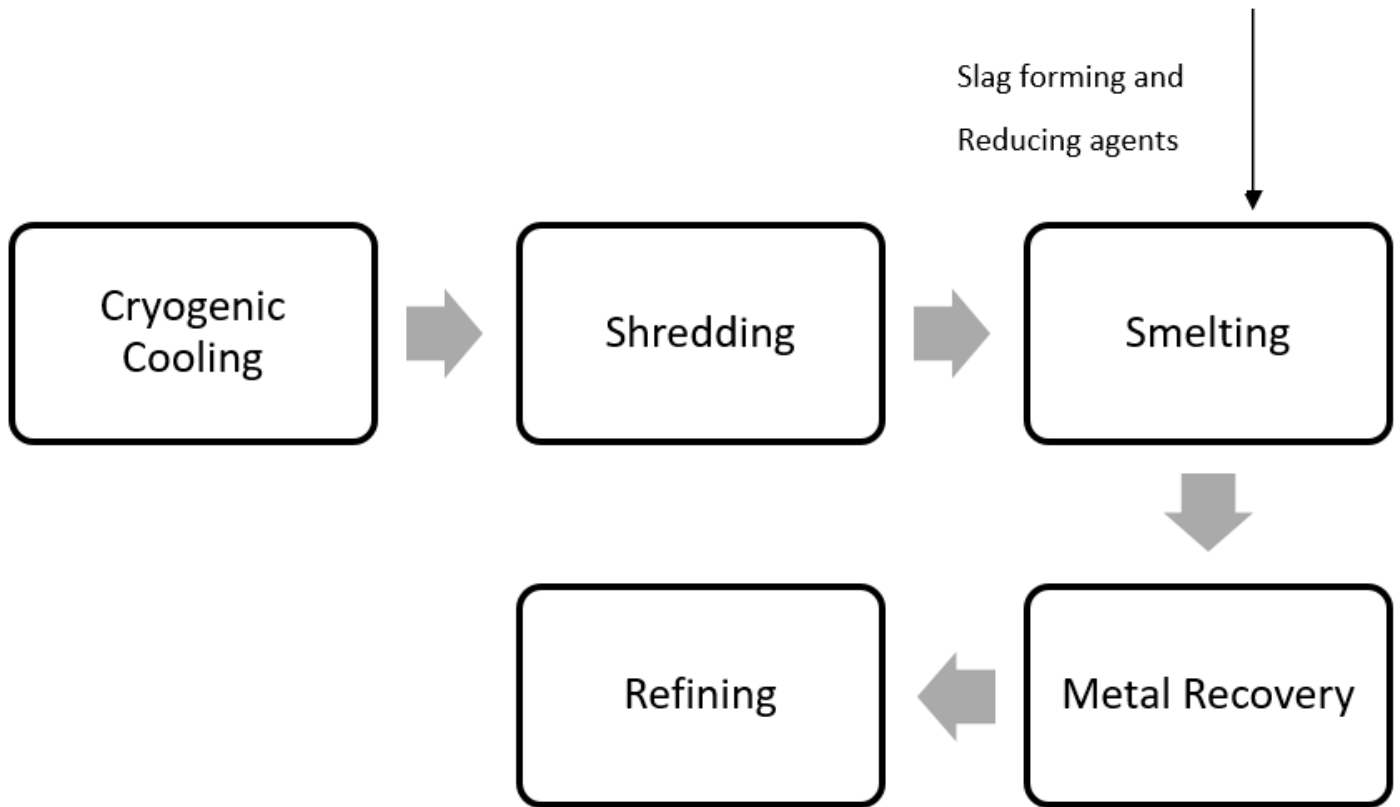 Slag forming and
Reducing agents
Cryogenic
Cooling
Shredding
Smelting
Refining
Metal Recovery